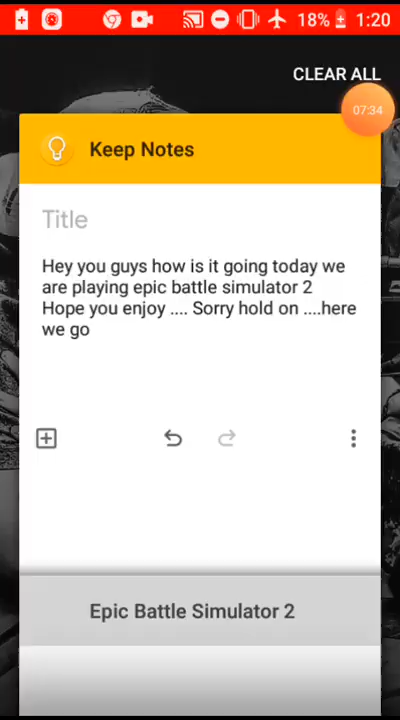 18% 1:20
CLEAR ALL
07:34
Keep Notes
Title
Hey you guys how is it going today we
are playing epic battle simulator 2
Hope you enjoy .... Sorry hold on ....here
we go
Epic Battle Simulator 2